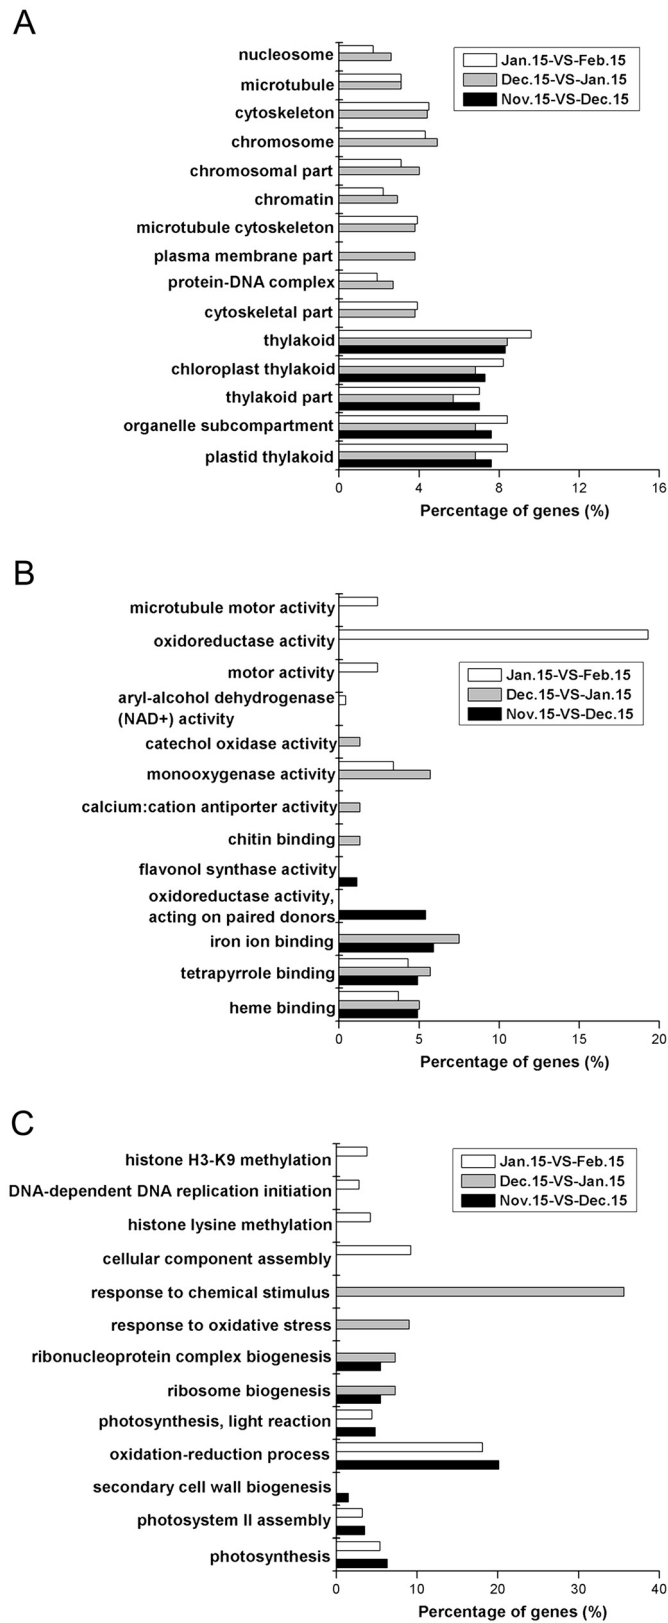 A
nucleosome
microtubule
cytoskeleton
chromosome
chromosomal part
chromatin
microtubule cytoskeleton
plasma membrane part
protein-DNA complex
cytoskeletal part
thylakoid
chloroplast thylakoid
thylakoid part
organelle subcompartment
plastid thylakoid
Jan.15-VS-Feb.15
Dec.15-VS-Jan.15
Nov.15-VS-Dec.15
0 4 8 12 16
Percentage of genes (%)
B
microtubule motor activity
oxidoreductase activity
motor activity
aryl-alcohol dehydrogenase
(NAD+) activity
catechol oxidase activity
monooxygenase activity
calcium:cation antiporter activity
chitin binding
flavonol synthase activity
oxidoreductase activity,
acting on paired donors
iron ion binding
tetrapyrrole binding
heme binding
Jan.15-VS-Feb.15
Dec.15-VS-Jan.15
Nov.15-VS-Dec.15
0 5 10 15 20
Percentage of genes (%)
C
histone H3-K9 methylation
DNA-dependent DNA replication initiation
histone lysine methylation
cellular component assembly
response to chemical stimulus
response to oxidative stress
ribonucleoprotein complex biogenesis
ribosome biogenesis
photosynthesis, light reaction
oxidation-reduction process
secondary cell wall biogenesis
photosystem II assembly
photosynthesis
Jan.15-VS-Feb.15
Dec.15-VS-Jan.15
Nov.15-VS-Dec.15
0 10 20 30 40
Percentage of genes (%)